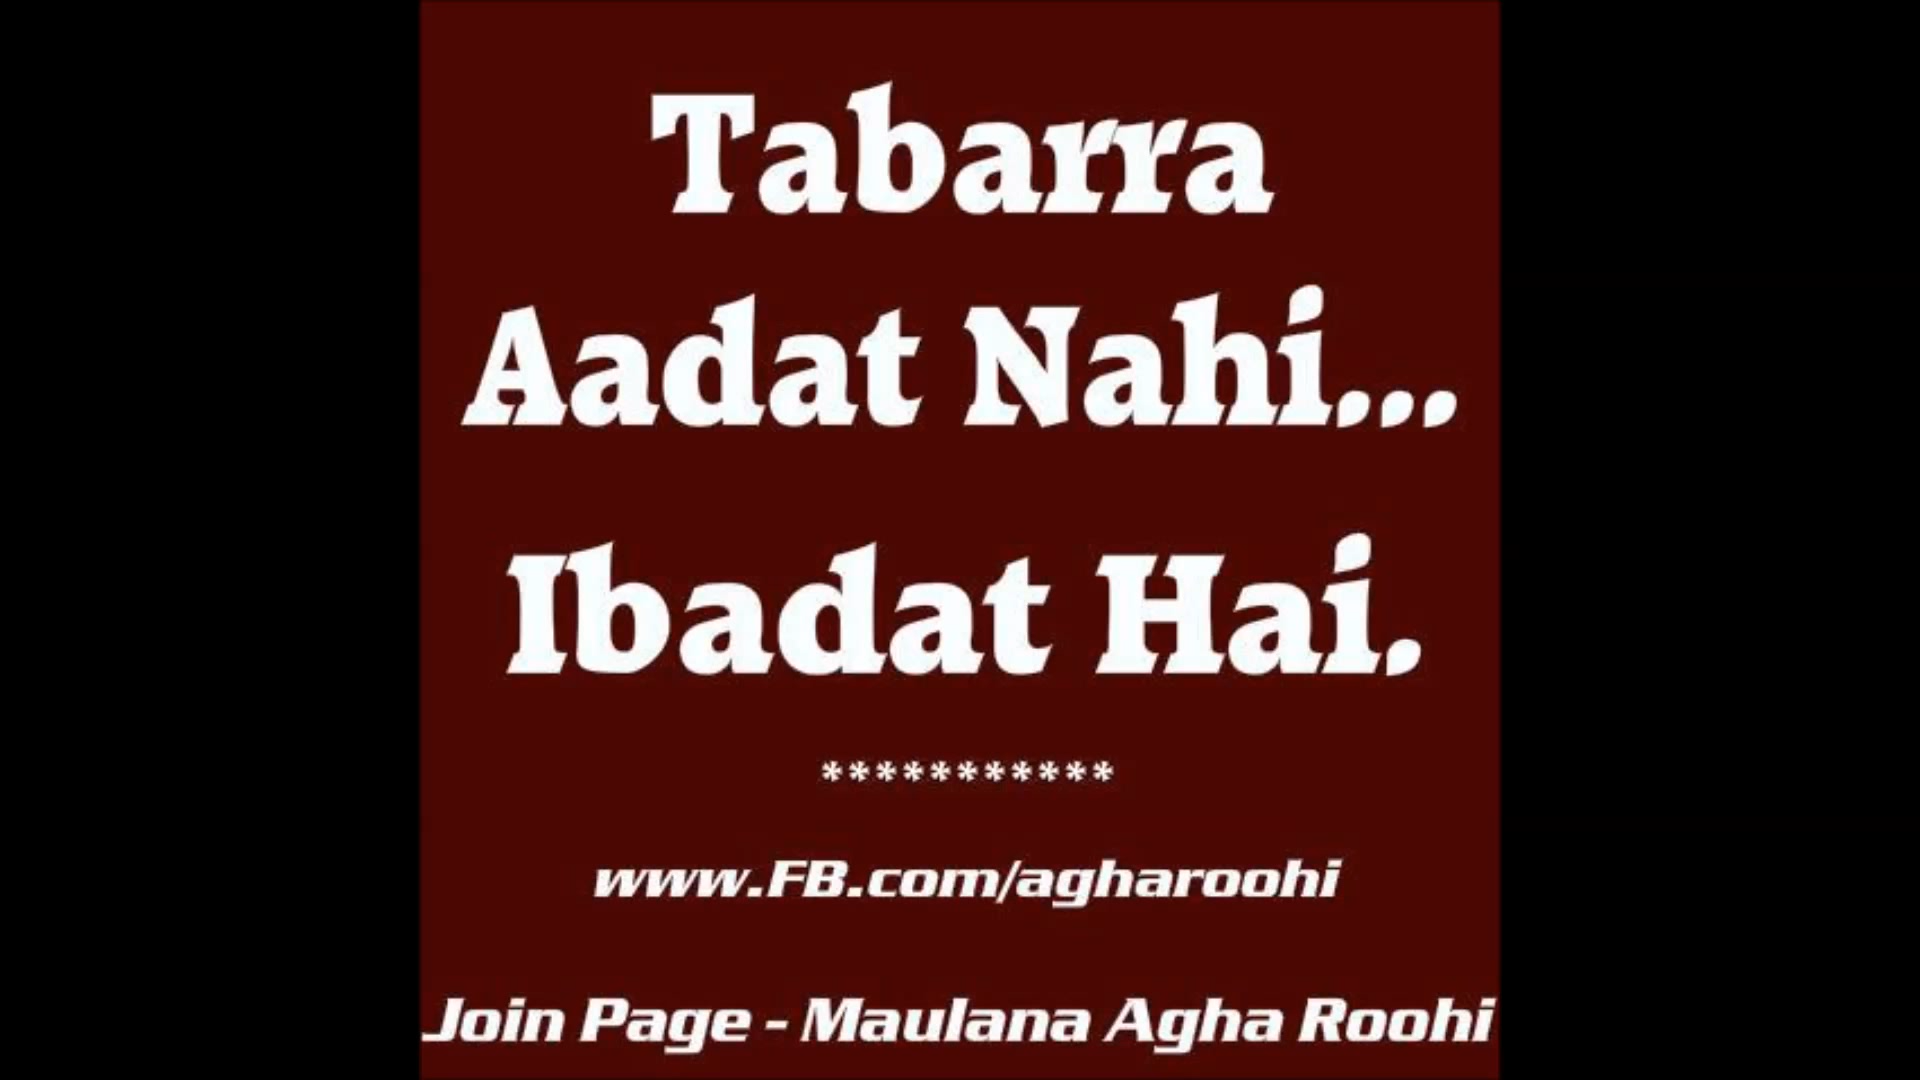 Tabarra
Aadat Nahi...
Ibadat Hai.
***********
www.FB.com/agharoohi
Join Page - Maulana Agha Roohi